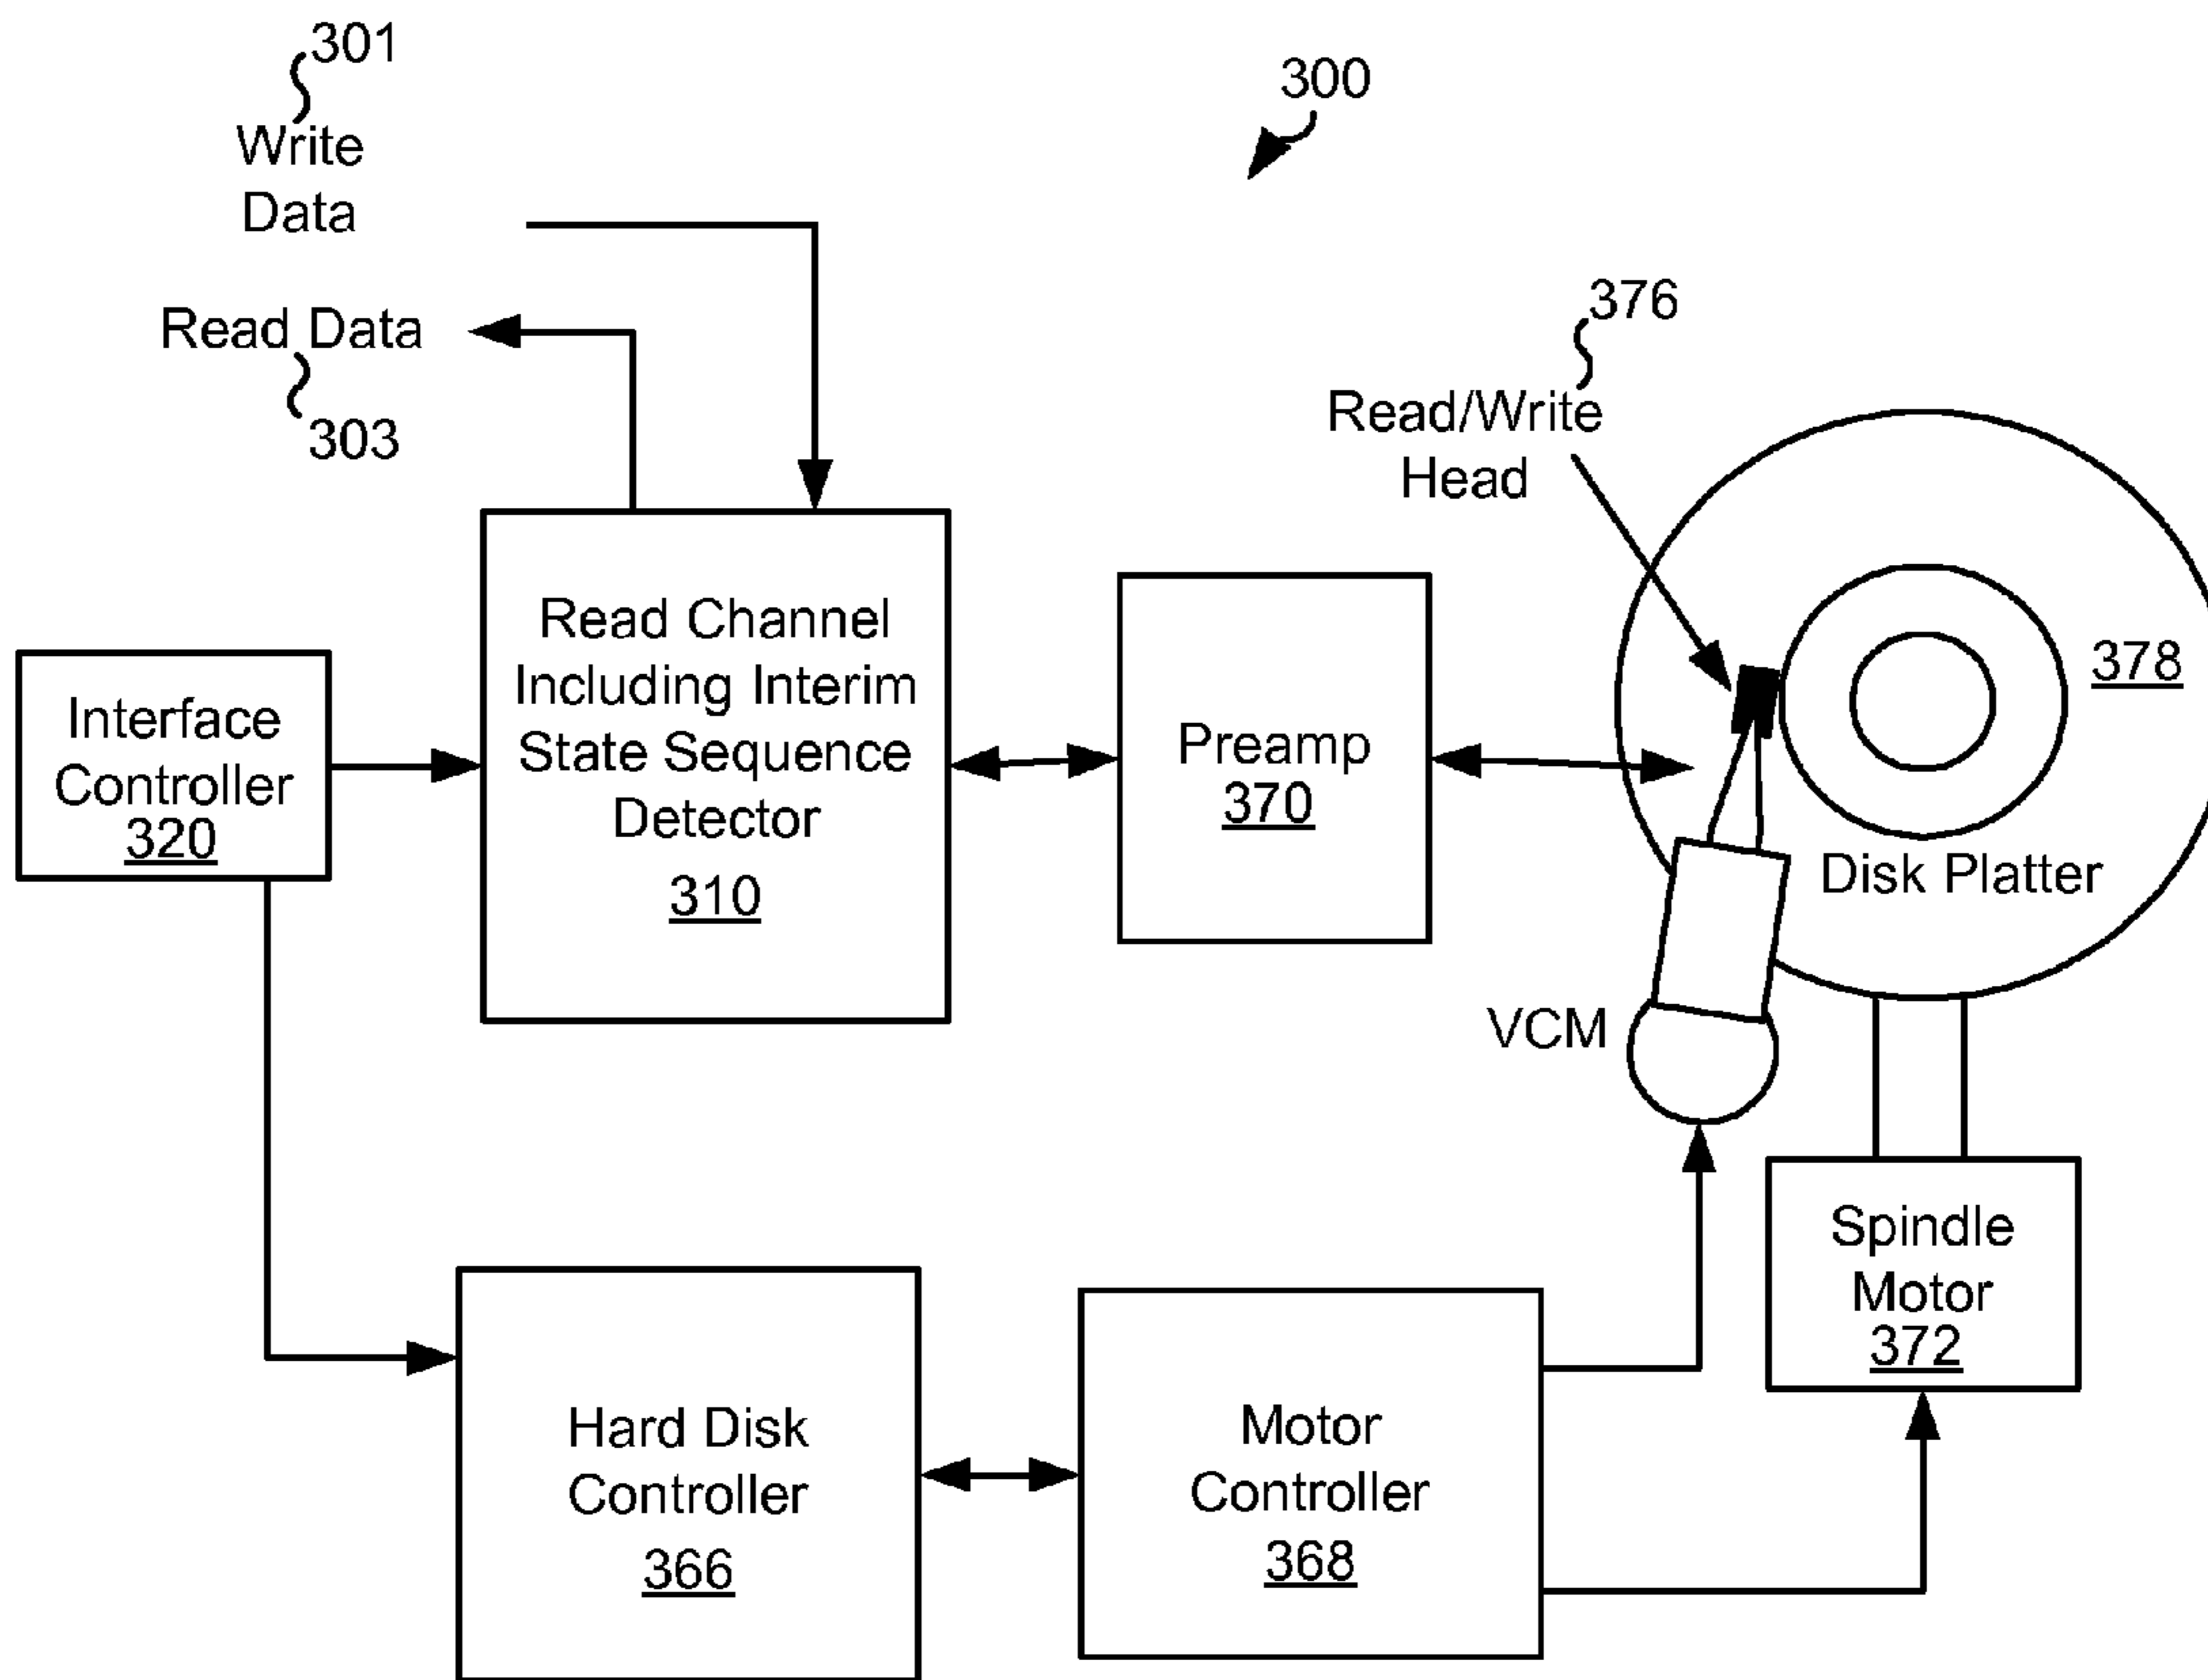 301
Write
Data
300
Read Data
303
376
Read/Write
Head
Interface
Controller
320
Read Channel
Including Interim
State Sequence
Detector
310
Preamp
370
378
Disk Platter
VCM
Spindle
Motor
372
Hard Disk
Controller
366
Motor
Controller
368